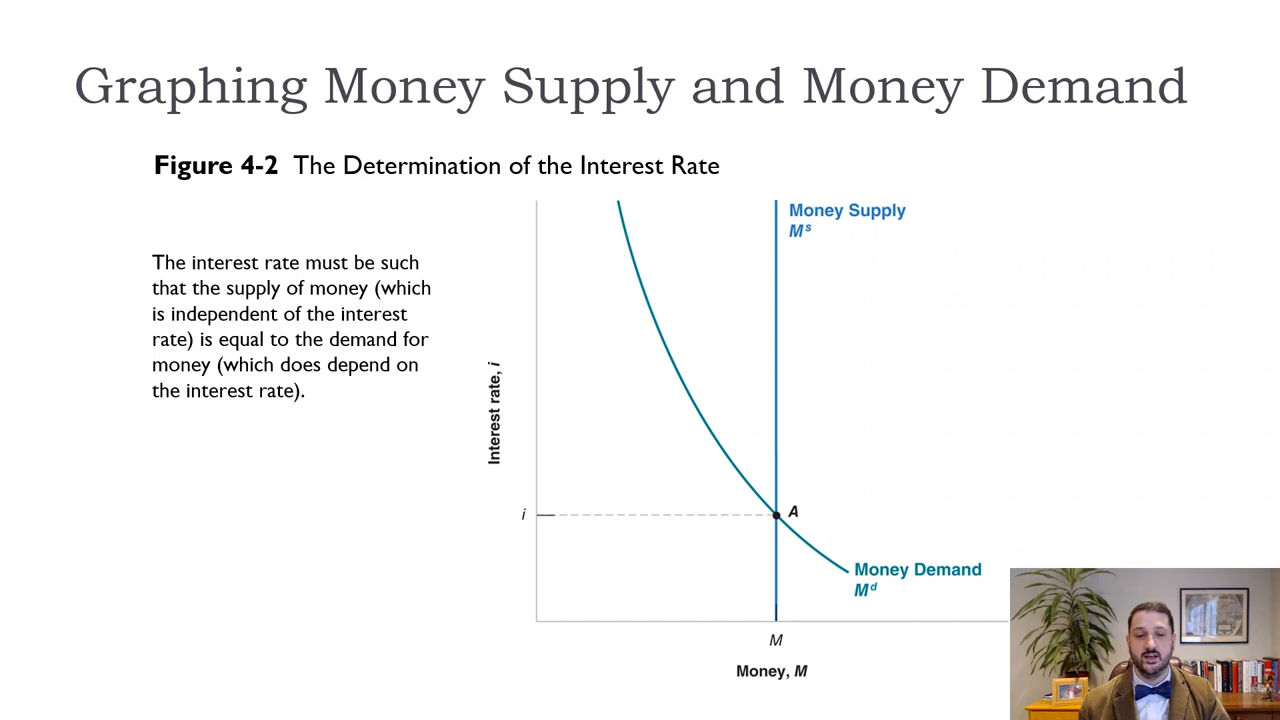 Graphing Money Supply and Money Demand
Figure 4-2 The Determination of the Interest Rate
The interest rate must be such
that the supply of money (which
is independent of the interest
rate) is equal to the demand for
money (which does depend on
the interest rate).
Interest rate, i
Money Supply
Mˢ
i
A
Money Demand
Mᵈ
M
Money, M